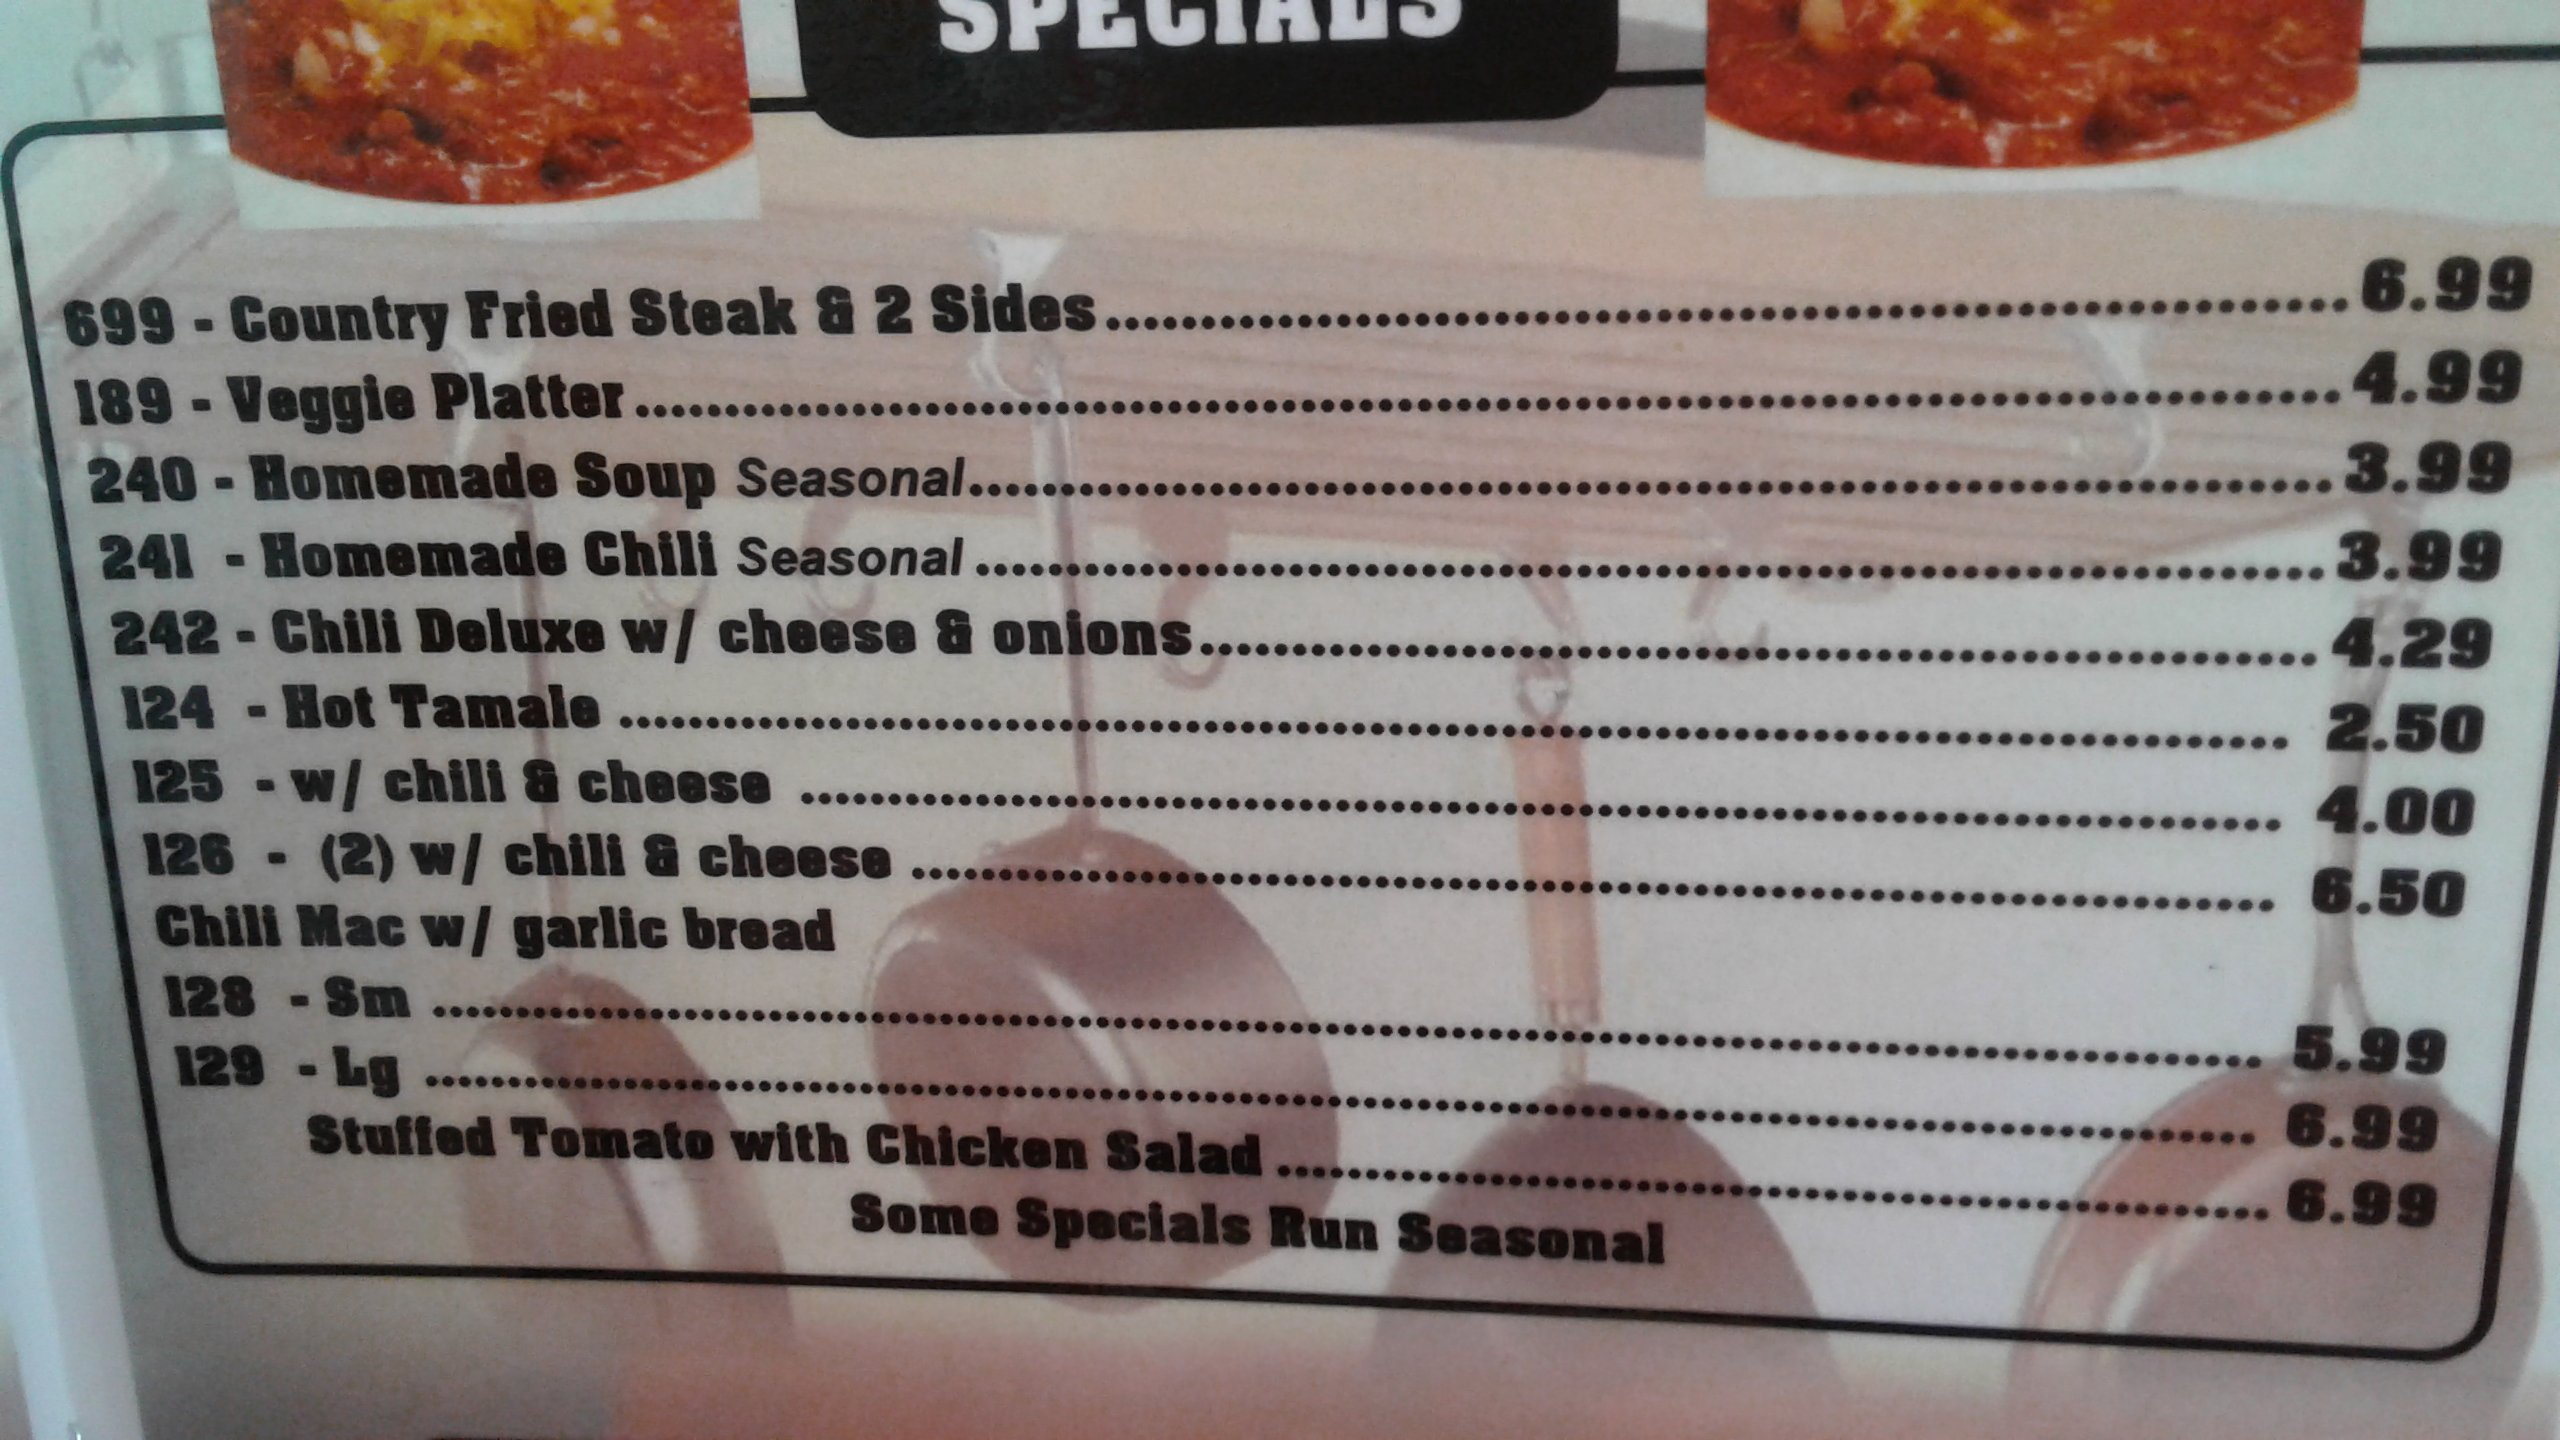 SPECIALS
699 - Country Fried Steak & 2 Sides.......................................................................6.99
189 - Veggie Platter.......................................................................4.99
240 - Homemade Soup Seasonal.......................................................................3.99
241 - Homemade Chili Seasonal .......................................................................3.99
242 - Chili Deluxe w/ cheese & onions.......................................................................4.29
124 - Hot Tamale ....................................................................... 2.50
125 - w/ chili & cheese ....................................................................... 4.00
126 - (2) w/ chili & cheese ....................................................................... 6.50
Chili Mac w/ garlic bread
128 - Sm ....................................................................... 5.99
129 - Lg ....................................................................... 6.99
Stuffed Tomato with Chicken Salad ....................................................................... 6.99
Some Specials Run Seasonal